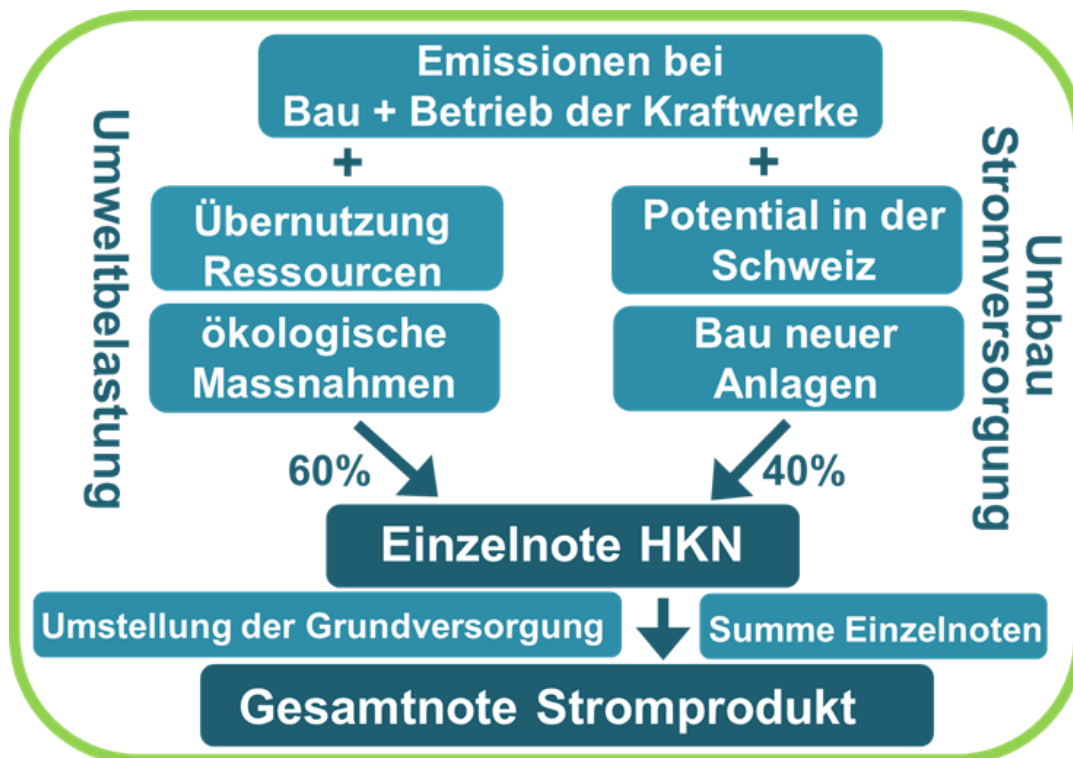 Emissionen bei
Bau + Betrieb der Kraftwerke
Umweltbelastung
+
+
Umbau
Stromversorgung
Übernutzung
Ressourcen
Potential in der
Schweiz
ökologische
Massnahmen
Bau neuer
Anlagen
60%
40%
Einzelnote HKN
Umstellung der Grundversorgung
Summe Einzelnoten
Gesamtnote Stromprodukt